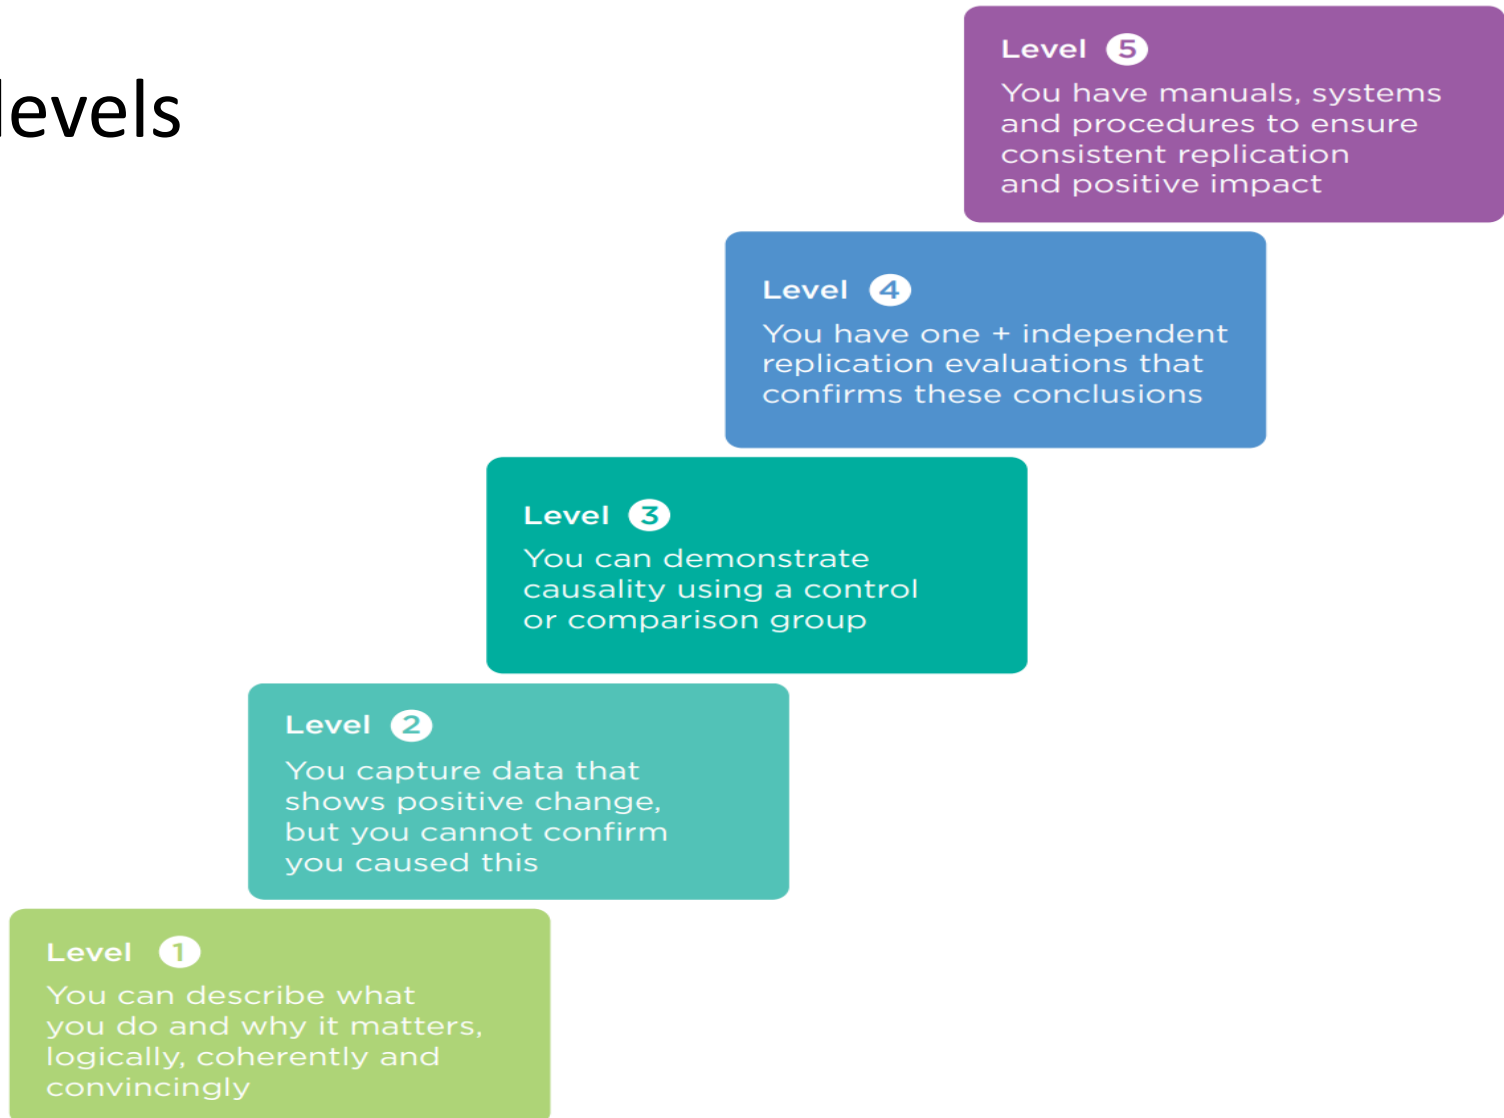 levels
Level 5
You have manuals, systems
and procedures to ensure
consistent replication
and positive impact
Level 4
You have one + independent
replication evaluations that
confirms these conclusions
Level 3
You can demonstrate
causality using a control
or comparison group
Level 2
You capture data that
shows positive change,
but you cannot confirm
you caused this
Level 1
You can describe what
you do and why it matters,
logically, coherently and
convincingly